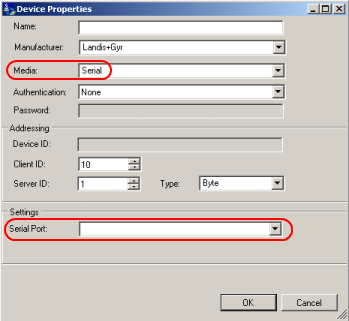 Device Properties
Name:
Manufacturer: Landis+Gyr
Media: Serial
Authentication: None
Password:
Addressing
Device ID:
Client ID: 10
Server ID: 1 Type: Byte
Settings
Serial Port:
OK Cancel